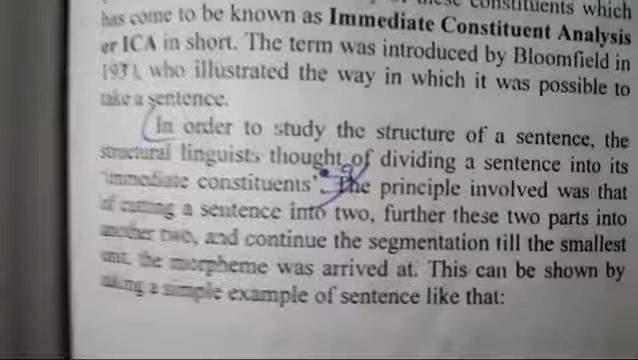 these constituents which
has come to be known as Immediate Constituent Analysis
or ICA in short. The term was introduced by Bloomfield in
who illustrated the way in which it was possible to
take a sentence.
In order to study the structure of a sentence, the
structural linguists thought of dividing a sentence into its
'immediate constituents'. The principle involved was that
of cutting a sentence into two, further these two parts into
another two, and continue the segmentation till the smallest
unit, the morpheme was arrived at. This can be shown by
taking a simple example of sentence like that: